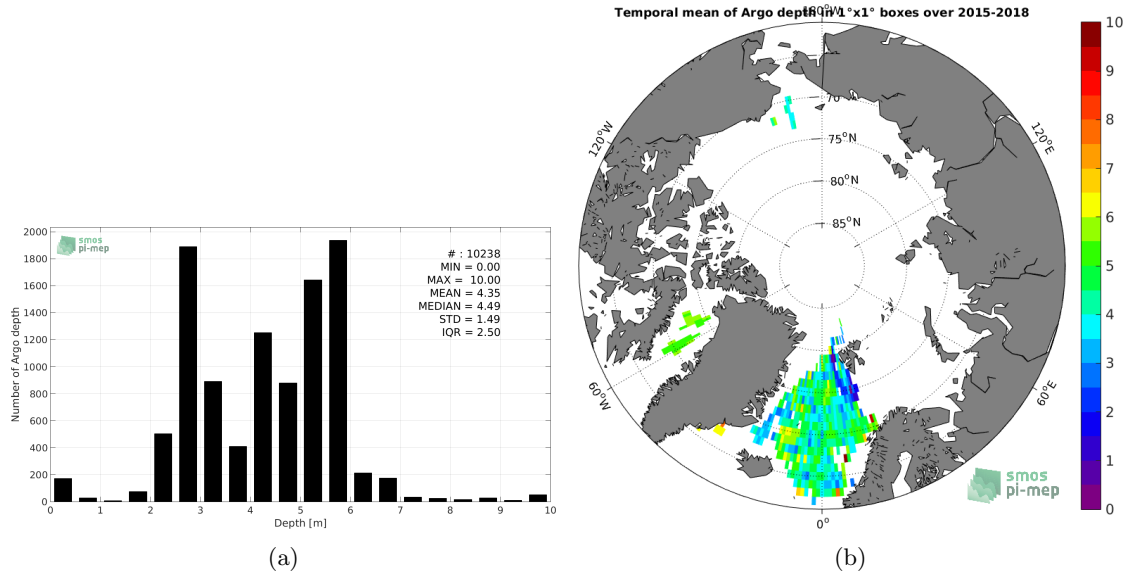 smos
pi-mep
# : 10238
MIN = 0.00
MAX = 10.00
MEAN = 4.35
MEDIAN = 4.49
STD = 1.49
IQR = 2.50
Number of Argo depth
2000
1800
1600
1400
1200
1000
800
600
400
200
0
0 1 2 3 4 5 6 7 8 9 10
Depth [m]
(a)
Temporal mean of Argo depth in 1°x1° boxes over 2015-2018
180°W
70°N
75°N
80°N
85°N
120°W
120°E
60°W
60°E
0°
smos
pi-mep
10
9
8
7
6
5
4
3
2
1
0
(b)